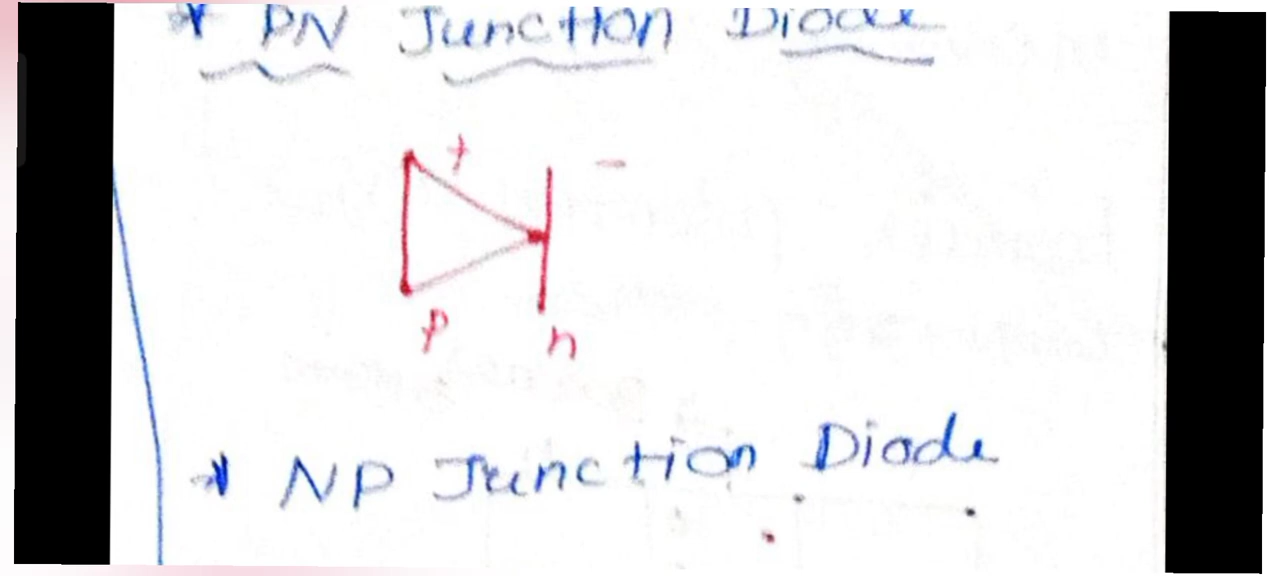 * PN Junction Diode
+ -
p n
* NP Junction Diode